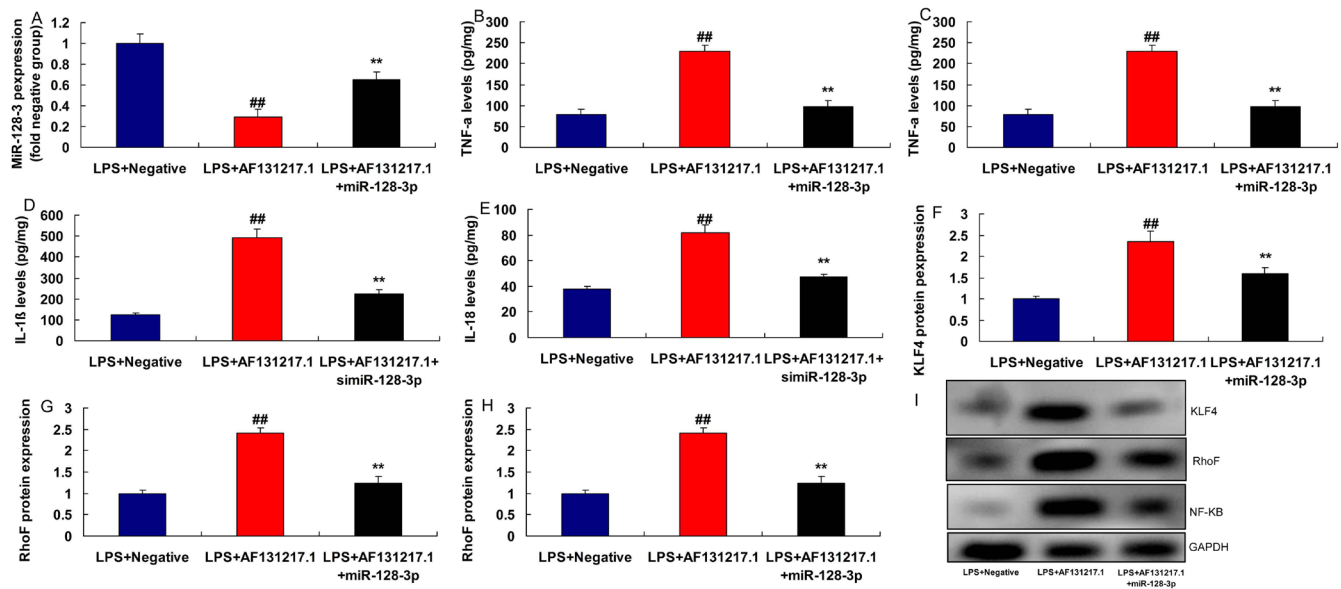 A
MiR-128-3 pexpression
(fold negative group)
1.2
1
0.8
0.6
0.4
0.2
0
##
**
LPS+Negative LPS+AF131217.1 LPS+AF131217.1
+miR-128-3p
B
TNF-a levels (pg/mg)
300
250
200
150
100
50
0
##
**
LPS+Negative LPS+AF131217.1 LPS+AF131217.1
+miR-128-3p
C
TNF-a levels (pg/mg)
300
250
200
150
100
50
0
##
**
LPS+Negative LPS+AF131217.1 LPS+AF131217.1
+miR-128-3p
D
IL-1ß levels (pg/mg)
600
500
400
300
200
100
0
##
**
LPS+Negative LPS+AF131217.1 LPS+AF131217.1+
simiR-128-3p
E
IL-18 levels (pg/mg)
80
60
40
20
0
##
**
LPS+Negative LPS+AF131217.1 LPS+AF131217.1+
simiR-128-3p
F
KLF4 protein pexpression
3
2.5
2
1.5
1
0.5
0
##
**
LPS+Negative LPS+AF131217.1 LPS+AF131217.1
+miR-128-3p
G
RhoF protein expression
3
2.5
2
1.5
1
0.5
0
##
**
LPS+Negative LPS+AF131217.1 LPS+AF131217.1
+miR-128-3p
H
RhoF protein expression
3
2.5
2
1.5
1
0.5
0
##
**
LPS+Negative LPS+AF131217.1 LPS+AF131217.1
+miR-128-3p
I
KLF4
RhoF
NF-KB
GAPDH
LPS+Negative LPS+AF131217.1 LPS+AF131217.1
+miR-128-3p